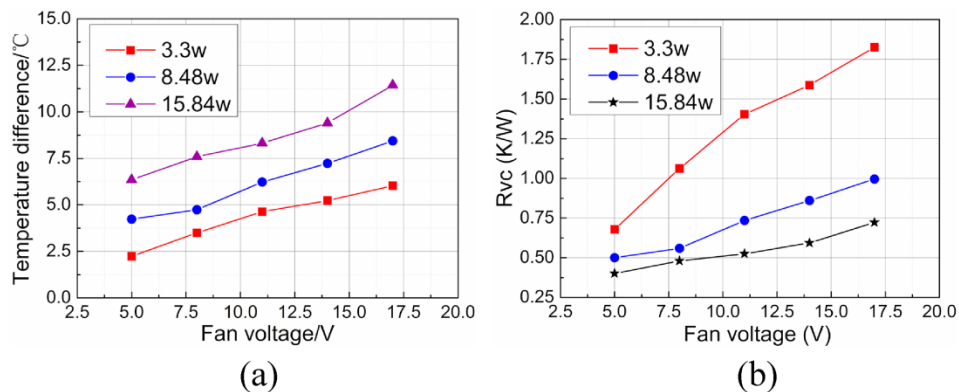 15.0
12.5
10.0
7.5
5.0
2.5
0.0
Temperature difference/℃
3.3w
8.48w
15.84w
2.5 5.0 7.5 10.0 12.5 15.0 17.5 20.0
Fan voltage/V
(a)
2.00
1.75
1.50
1.25
1.00
0.75
0.50
0.25
Rvc (K/W)
3.3w
8.48w
15.84w
2.5 5.0 7.5 10.0 12.5 15.0 17.5 20.0
Fan voltage (V)
(b)